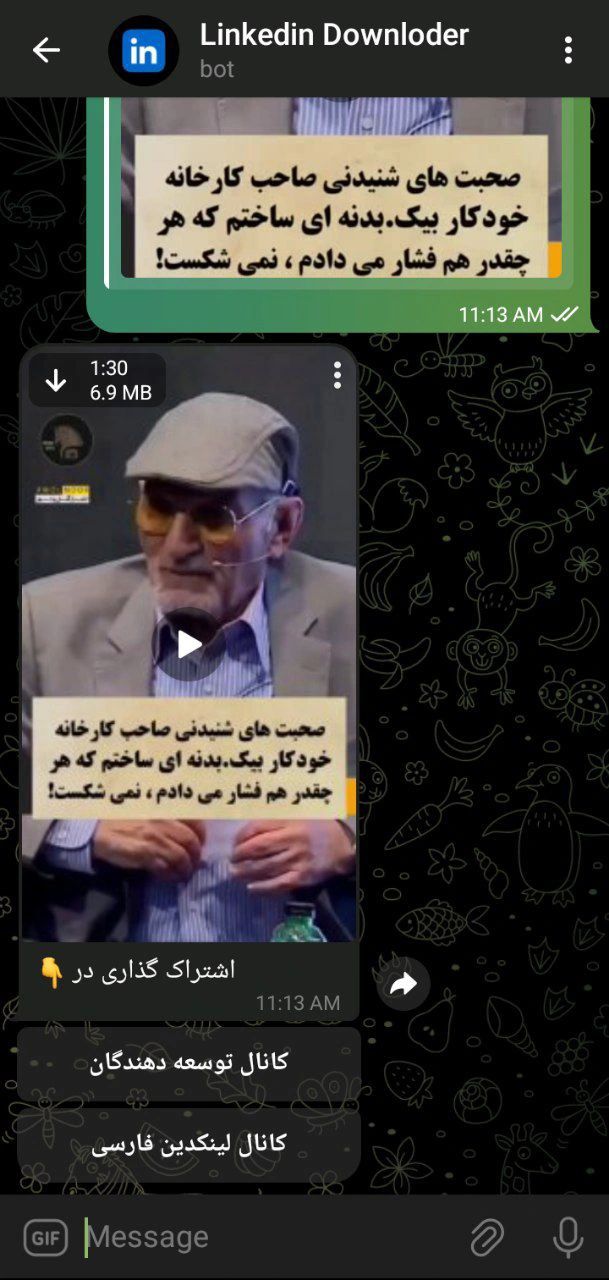 Linkedin Downloder
bot
صحبت های شنیدنی صاحب کارخانه
خودکار بیک.بدنه ای ساختم که هر
چقدر هم فشار می دادم ، نمی شکست!
11:13 AM
1:30
6.9 MB
صحبت های شنیدنی صاحب کارخانه
خودکار بیک.بدنه ای ساختم که هر
چقدر هم فشار می دادم ، نمی شکست!
اشتراک گذاری در 👇
11:13 AM
کانال توسعه دهندگان
کانال لینکدین فارسی
GIF
Message